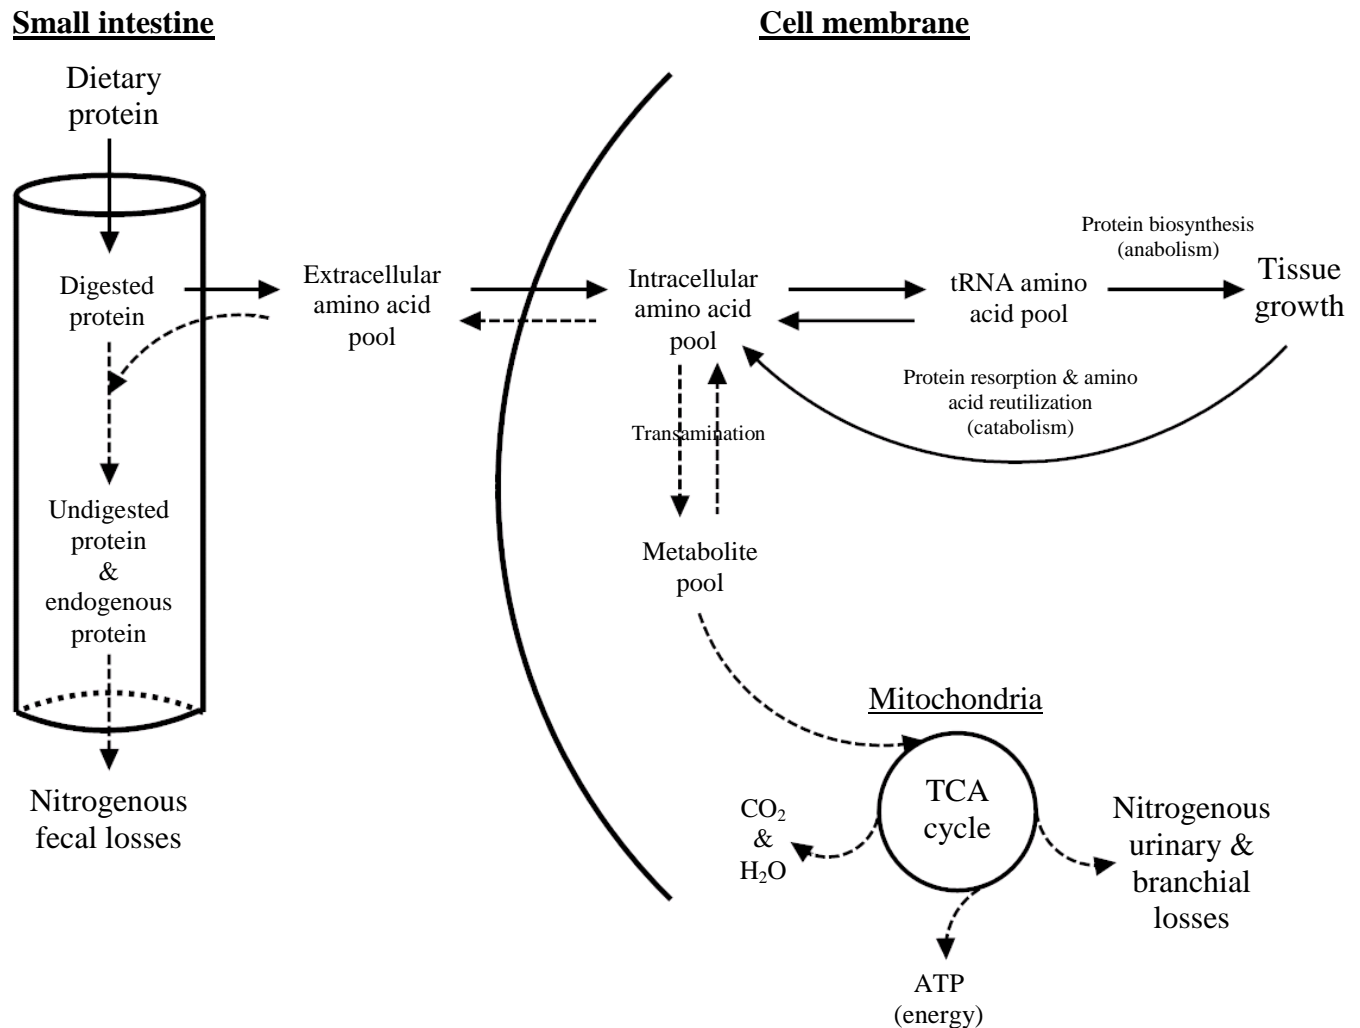 Small intestine
Cell membrane
Dietary
protein
Digested
protein
Extracellular
amino acid
pool
Intracellular
amino acid
pool
tRNA amino
acid pool
Protein biosynthesis
(anabolism)
Tissue
growth
Protein resorption & amino
acid reutilization
(catabolism)
Transamination
Undigested
protein
&
endogenous
protein
Metabolite
pool
Nitrogenous
fecal losses
Mitochondria
TCA
cycle
CO₂
&
H₂O
Nitrogenous
urinary &
branchial
losses
ATP
(energy)